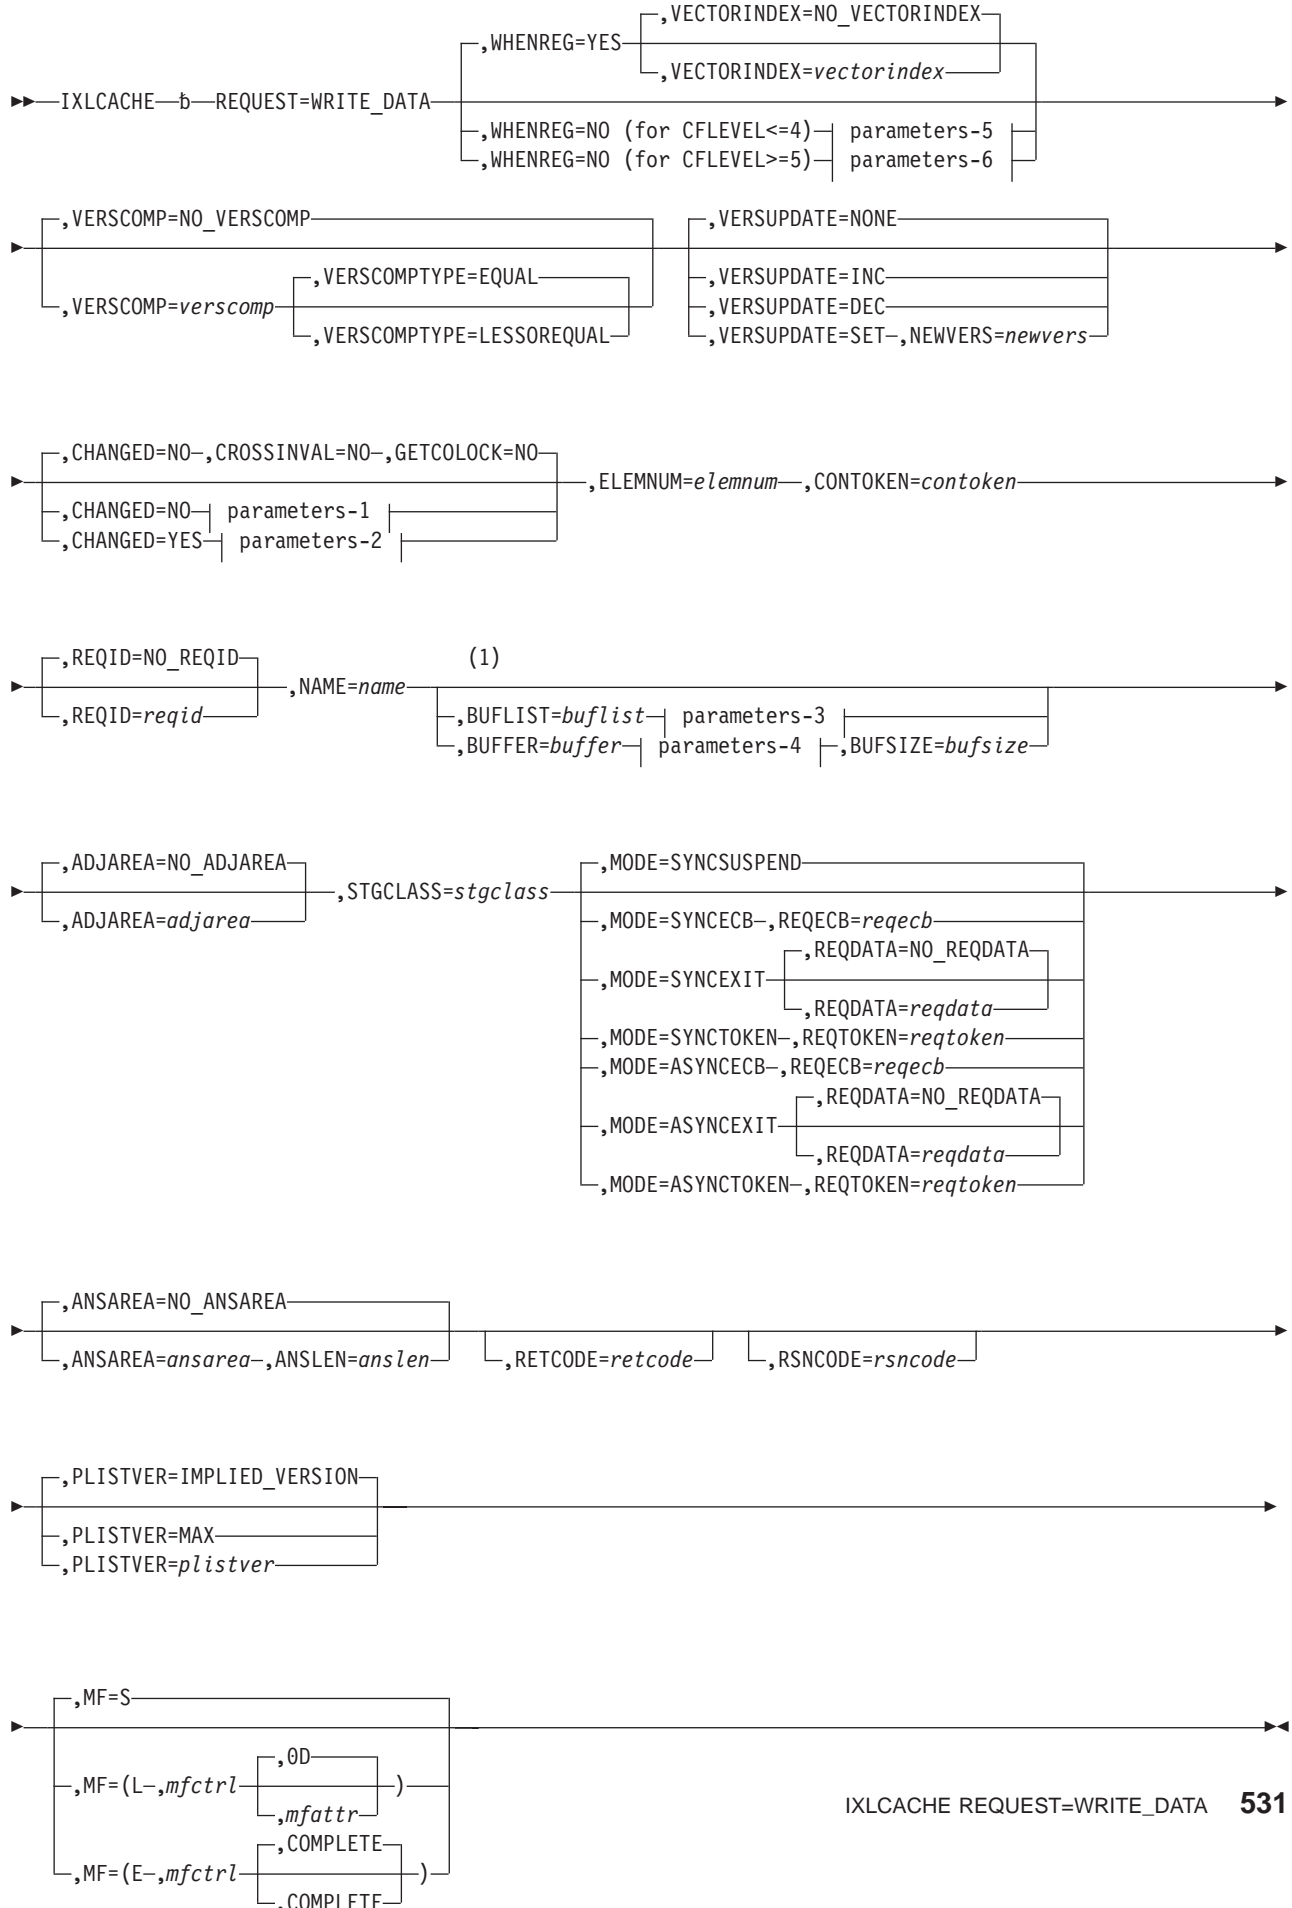 ,VECTORINDEX=NO_VECTORINDEX
,WHENREG=YES
,VECTORINDEX=vectorindex
IXLCACHE ƀ REQUEST=WRITE_DATA
,WHENREG=NO (for CFLEVEL<=4) parameters-5
,WHENREG=NO (for CFLEVEL>=5) parameters-6
,VERSCOMP=NO_VERSCOMP ,VERSUPDATE=NONE
,VERSCOMPTYPE=EQUAL ,VERSUPDATE=INC
,VERSCOMP=verscomp ,VERSUPDATE=DEC
,VERSCOMPTYPE=LESSOREQUAL ,VERSUPDATE=SET ,NEWVERS=newvers
,CHANGED=NO ,CROSSINVAL=NO ,GETCOLOCK=NO
,ELEMNUM=elemnum ,CONTOKEN=contoken
,CHANGED=NO parameters-1
,CHANGED=YES parameters-2
,REQID=NO_REQID (1)
,NAME=name
,REQID=reqid ,BUFLIST=buflist parameters-3
,BUFFER=buffer parameters-4 ,BUFSIZE=bufsize
,ADJAREA=NO_ADJAREA ,MODE=SYNCSUSPEND
,STGCLASS=stgclass
,ADJAREA=adjarea ,MODE=SYNCECB ,REQECB=reqecb
,REQDATA=NO_REQDATA
,MODE=SYNCEXIT
,REQDATA=reqdata
,MODE=SYNCTOKEN ,REQTOKEN=reqtoken
,MODE=ASYNCECB ,REQECB=reqecb
,REQDATA=NO_REQDATA
,MODE=ASYNCEXIT
,REQDATA=reqdata
,MODE=ASYNCTOKEN ,REQTOKEN=reqtoken
,ANSAREA=NO_ANSAREA
,ANSAREA=ansarea ,ANSLEN=anslen ,RETCODE=retcode ,RSNCODE=rsncode
,PLISTVER=IMPLIED_VERSION
,PLISTVER=MAX
,PLISTVER=plistver
,MF=S
,0D
,MF=(L ,mfctrl )
,mfattr
,COMPLETE
,MF=(E ,mfctrl )
,COMPLETE
IXLCACHE REQUEST=WRITE_DATA 531